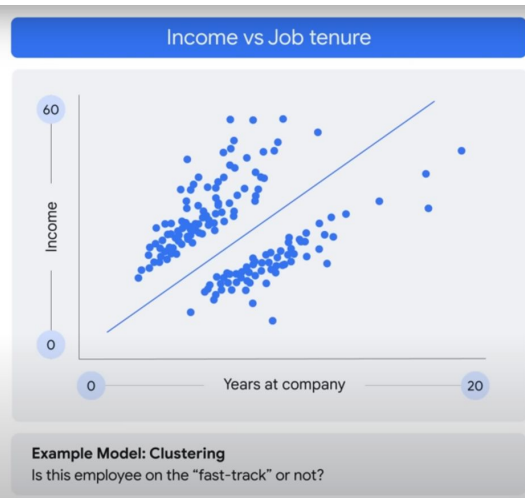 Income vs Job tenure
60
Income
0
0
Years at company
20
Example Model: Clustering
Is this employee on the “fast-track” or not?